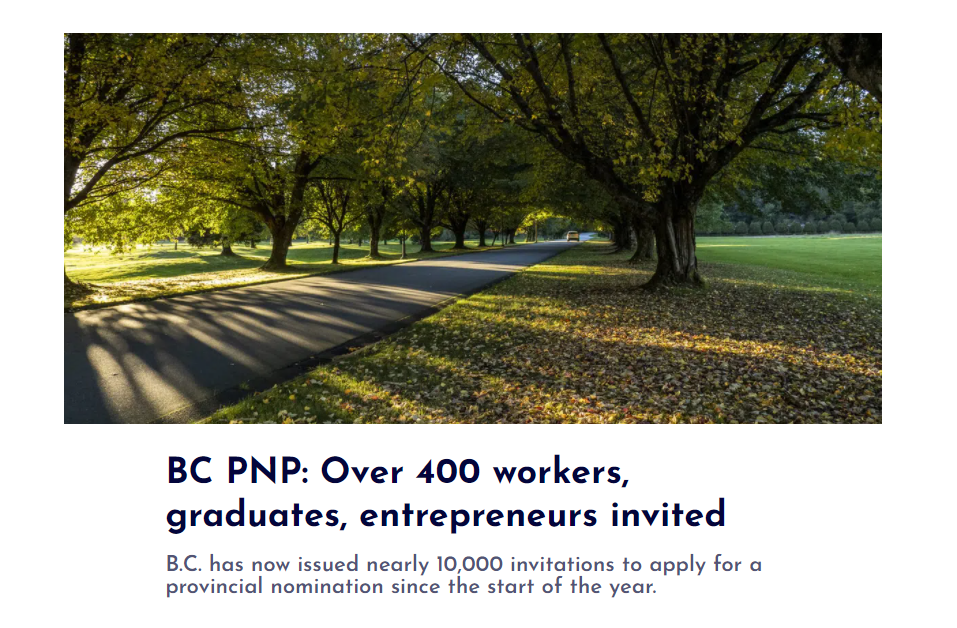 BC PNP: Over 400 workers,
graduates, entrepreneurs invited
B.C. has now issued nearly 10,000 invitations to apply for a
provincial nomination since the start of the year.